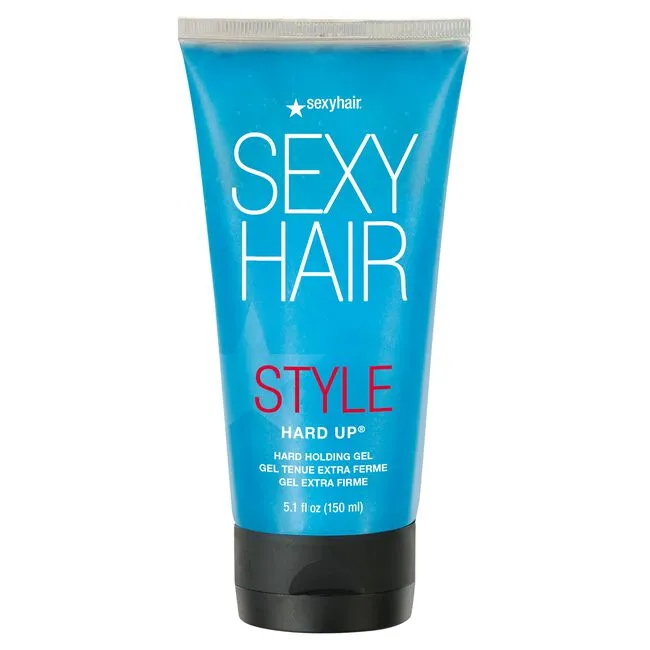 sexyhair.
SEXY
HAIR
STYLE
HARD UP®
HARD HOLDING GEL
GEL TENUE EXTRA FERME
GEL EXTRA FIRME
5.1 fl oz (150 ml)